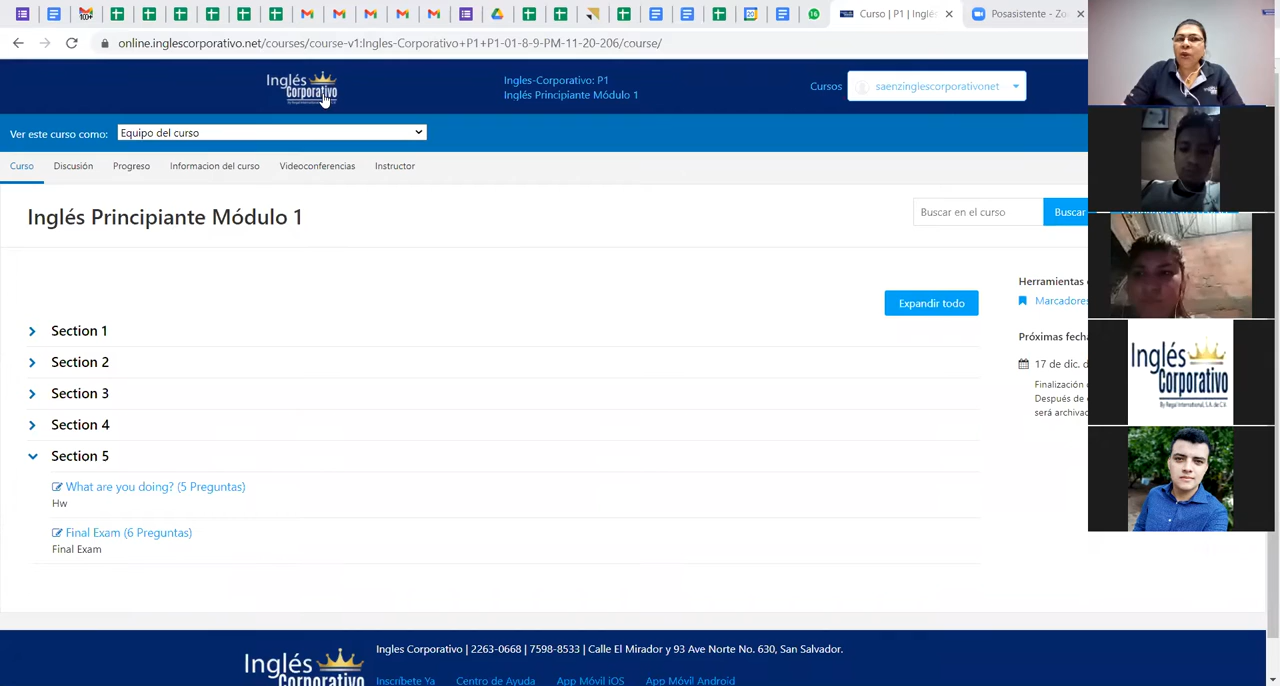 Curso | P1 | Inglés
Posasistente - Zo
online.inglescorporativo.net/courses/course-v1:Ingles-Corporativo+P1+P1-01-8-9-PM-11-20-206/course/
Inglés
Corporativo
Ingles-Corporativo: P1
Inglés Principiante Módulo 1
Cursos
saenzinglescorporativonet
Ver este curso como:
Equipo del curso
Curso
Discusión
Progreso
Informacion del curso
Videoconferencias
Instructor
Inglés Principiante Módulo 1
Buscar en el curso
Buscar
Herramientas
Marcadores
Expandir todo
Section 1
Section 2
Section 3
Section 4
Section 5
What are you doing? (5 Preguntas)
Hw
Final Exam (6 Preguntas)
Final Exam
Próximas fech
17 de dic. d
Finalización
Después de
será archiva
Inglés
Corporativo
By Regal International, S.A. de C.V.
Inglés
Corporativo
Ingles Corporativo | 2263-0668 | 7598-8533 | Calle El Mirador y 93 Ave Norte No. 630, San Salvador.
Inscríbete Ya
Centro de Ayuda
App Móvil iOS
App Móvil Android